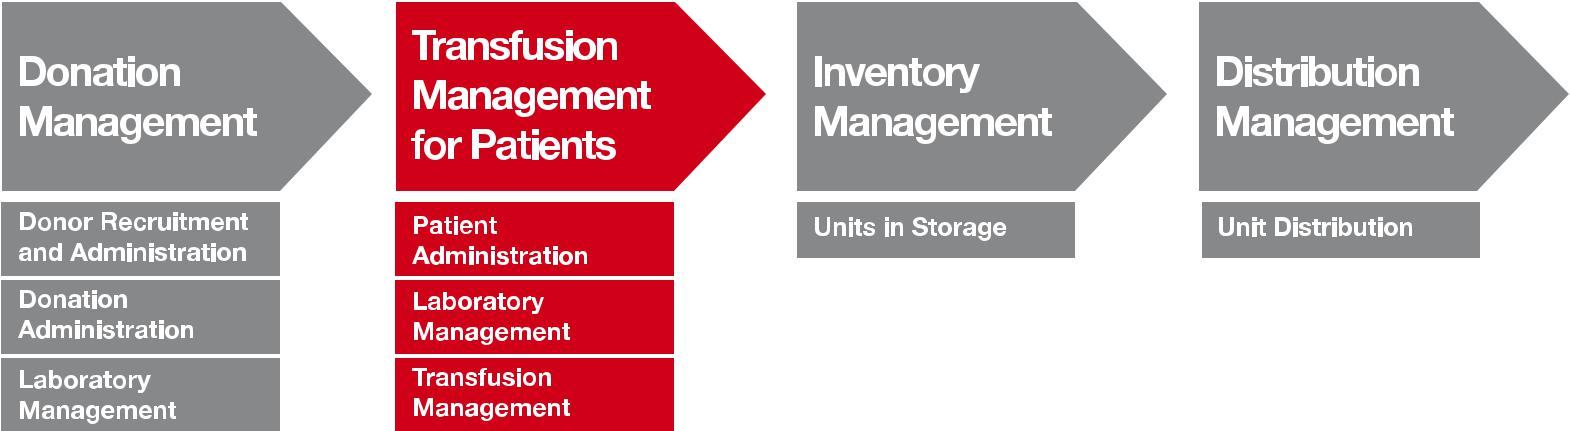 Donation
Management
Transfusion
Management
for Patients
Inventory
Management
Distribution
Management
Donor Recruitment
and Administration
Donation
Administration
Laboratory
Management
Patient
Administration
Laboratory
Management
Transfusion
Management
Units in Storage
Unit Distribution